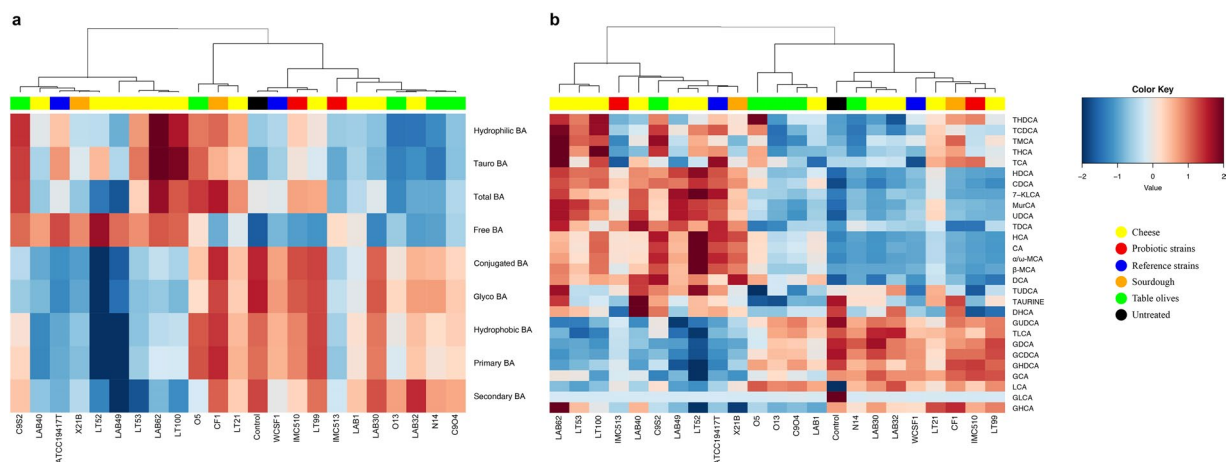 a
Hydrophilic BA
Tauro BA
Total BA
Free BA
Conjugated BA
Glyco BA
Hydrophobic BA
Primary BA
Secondary BA
C9S2 LAB40 ATCC19417T X21B LT52 LAB49 LT53 LAB62 LT100 O5 CF1 LT21 Control WCSF1 IMC510 LT99 IMC513 LAB1 LAB30 O13 LAB32 N14 C9O4
b
THDCA
TCDCA
TMCA
THCA
TCA
HDCA
CDCA
7-KLCA
MurCA
UDCA
TDCA
HCA
CA
α/ω-MCA
β-MCA
DCA
TUDCA
TAURINE
DHCA
GUDCA
TLCA
GDCA
GCDCA
GHDCA
GCA
LCA
GLCA
GHCA
LAB62 LT53 LT100 IMC513 LAB40 C9S2 LAB49 LT52 ATCC19417T X21B O5 O13 C9O4 LAB1 Control N14 LAB30 LAB32 WCSF1 LT21 CF1 IMC510 LT99
Color Key
−2 −1 0 1 2
Value
Cheese
Probiotic strains
Reference strains
Sourdough
Table olives
Untreated